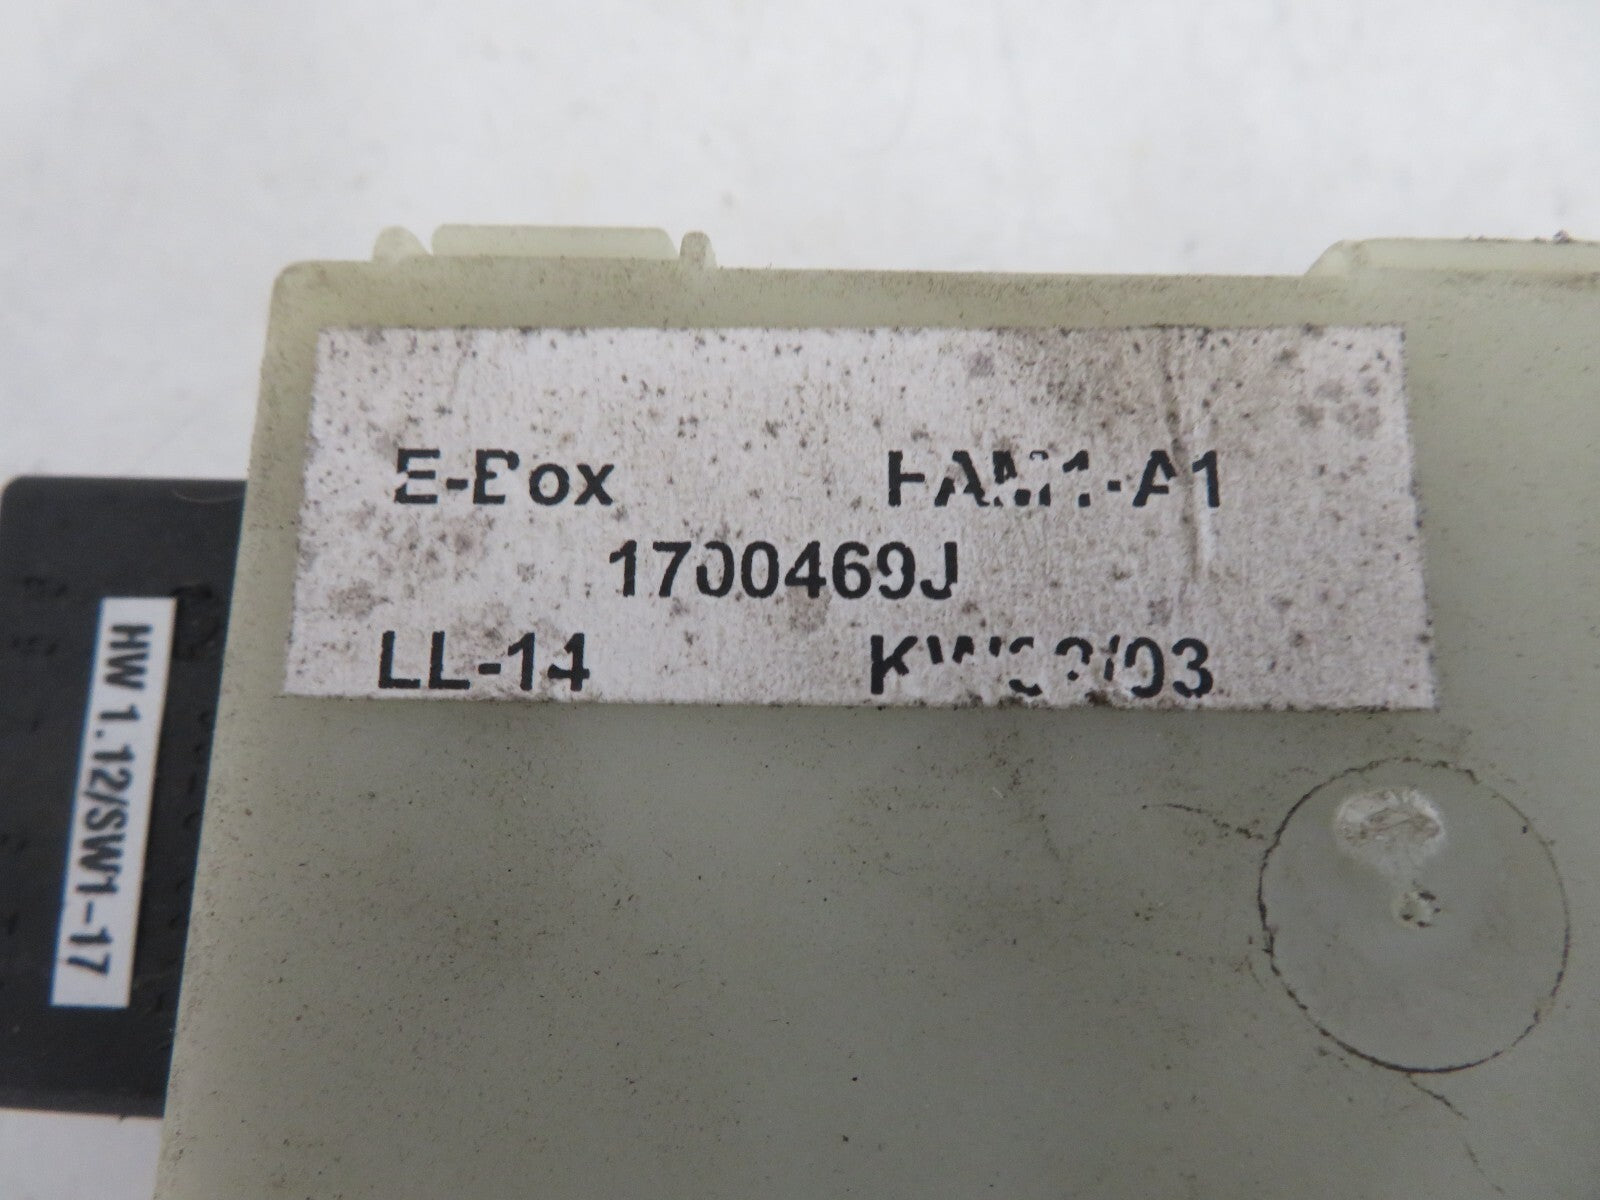 E-Box
1700469J
LL-14
HW 1.12/SW1-17